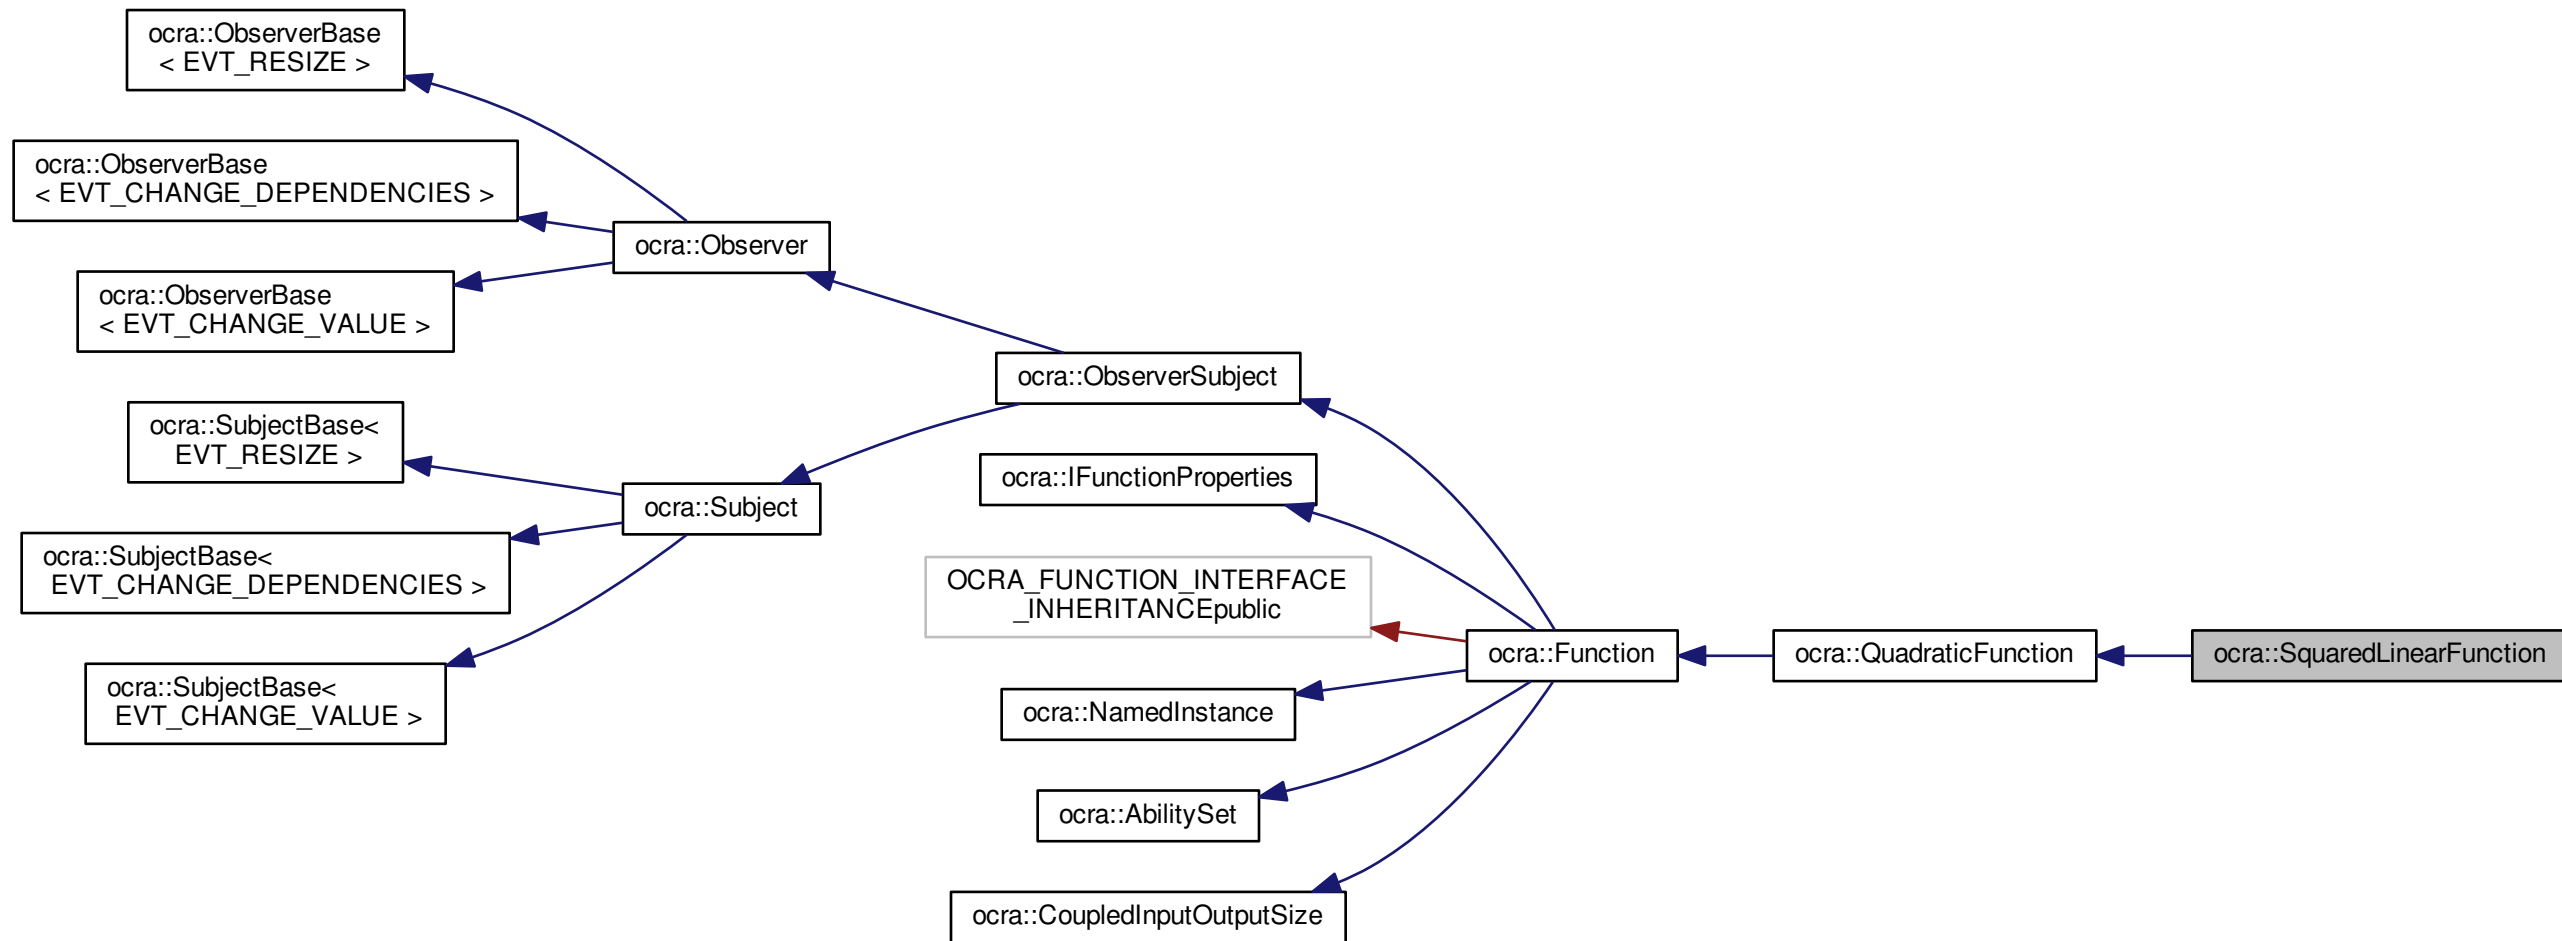 ocra::ObserverBase
< EVT_RESIZE >
ocra::ObserverBase
< EVT_CHANGE_DEPENDENCIES >
ocra::Observer
ocra::ObserverBase
< EVT_CHANGE_VALUE >
ocra::ObserverSubject
ocra::SubjectBase<
EVT_RESIZE >
ocra::IFunctionProperties
ocra::Subject
ocra::SubjectBase<
EVT_CHANGE_DEPENDENCIES >
OCRA_FUNCTION_INTERFACE
_INHERITANCEpublic
ocra::Function
ocra::QuadraticFunction
ocra::SquaredLinearFunction
ocra::SubjectBase<
EVT_CHANGE_VALUE >
ocra::NamedInstance
ocra::AbilitySet
ocra::CoupledInputOutputSize